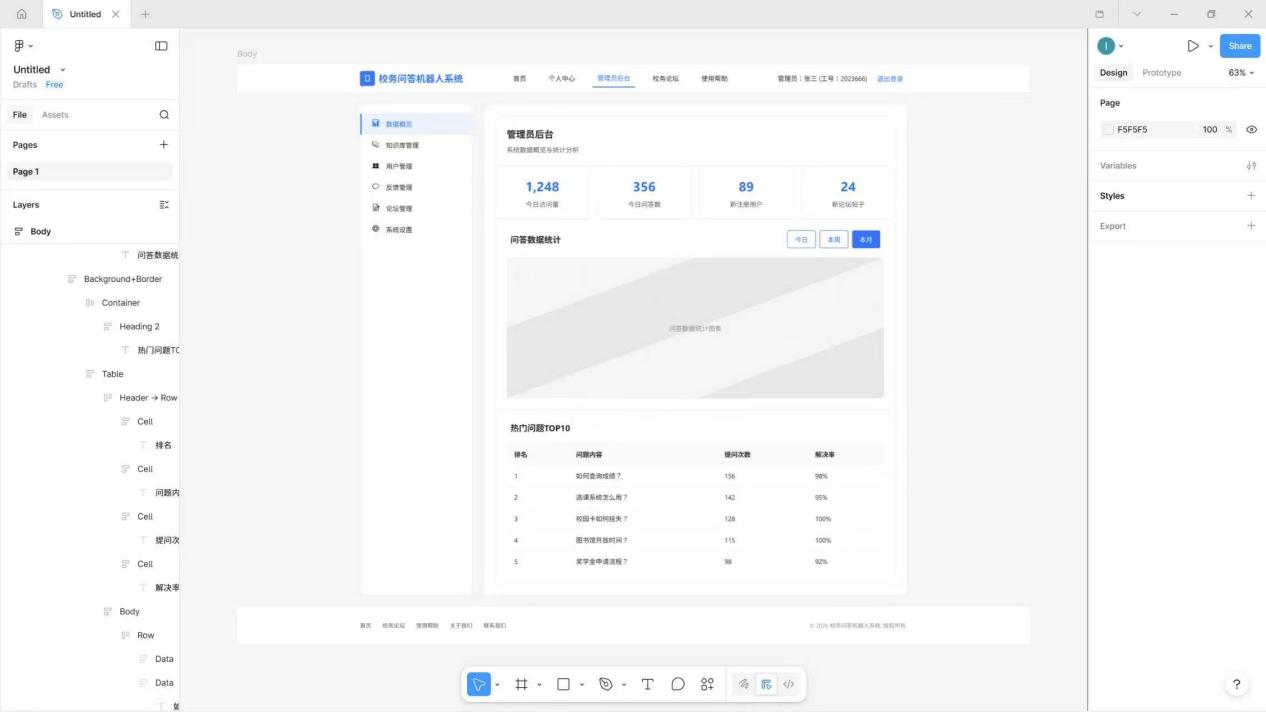 Untitled
Untitled
Drafts Free
File Assets
Pages
Page 1
Layers
Body
问答数据统
Background+Border
Container
Heading 2
热门问题TO
Table
Header → Row
Cell
排名
Cell
问题内
Cell
提问次
Cell
解决率
Body
Row
Data
Data
Body
校务问答机器人系统
首页 个人中心 管理员后台 校务论坛 使用帮助 管理员：张三 (工号：2023666) 退出登录
数据概览
知识库管理
用户管理
反馈管理
论坛管理
系统设置
管理员后台
系统数据概览与统计分析
1,248 356 89 24
今日访问量 今日问答数 新注册用户 新论坛帖子
问答数据统计 今日 本周 本月
问答数据统计图表
热门问题TOP10
排名 问题内容 提问次数 解决率
1 如何查询成绩？ 156 98%
2 选课系统怎么用？ 142 95%
3 校园卡如何挂失？ 128 100%
4 图书馆开放时间？ 115 100%
5 奖学金申请流程？ 98 92%
首页 校务论坛 使用帮助 关于我们 联系我们 © 2026 校务问答机器人系统. 版权所有
I
Share
Design Prototype 63%
Page
F5F5F5 100 %
Variables
Styles
Export
?